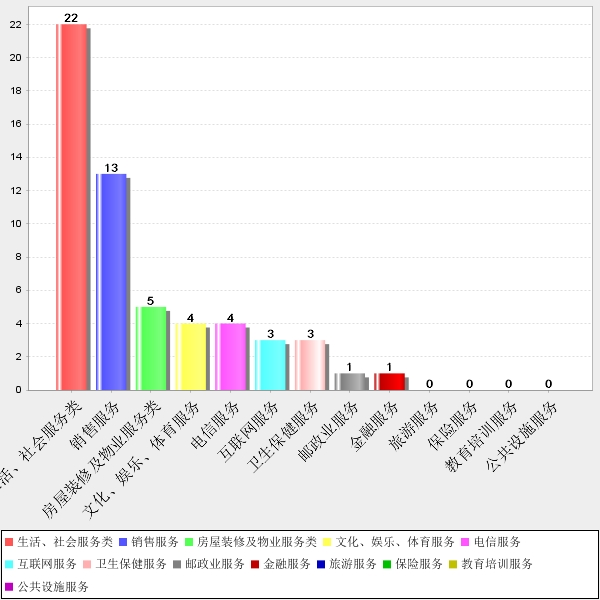 22
20
18
16
14
12
10
8
6
4
2
0
22
13
5
4
4
3
3
1
1
0
0
0
0
活、社会服务类
销售服务
房屋装修及物业服务类
文化、娱乐、体育服务
电信服务
互联网服务
卫生保健服务
邮政业服务
金融服务
旅游服务
保险服务
教育培训服务
公共设施服务
生活、社会服务类 销售服务 房屋装修及物业服务类 文化、娱乐、体育服务 电信服务
互联网服务 卫生保健服务 邮政业服务 金融服务 旅游服务 保险服务 教育培训服务
公共设施服务